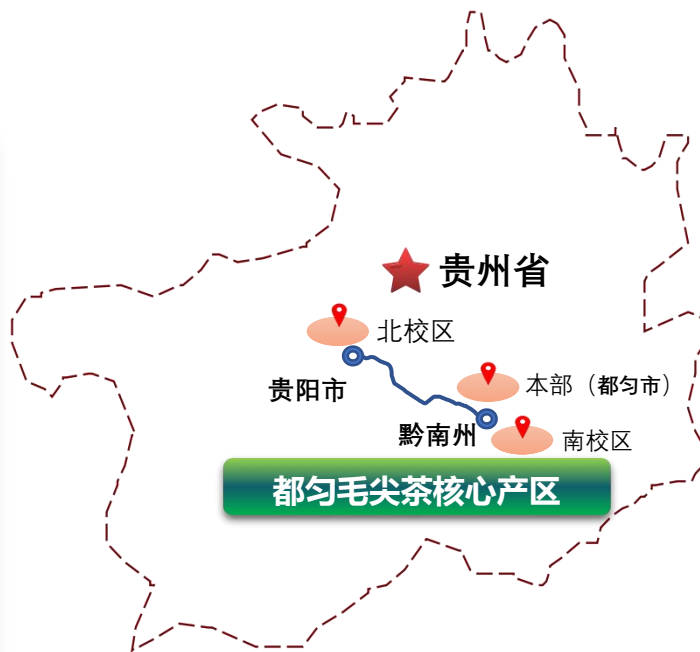 贵州省
北校区
贵阳市
本部（都匀市）
黔南州
南校区
都匀毛尖茶核心产区